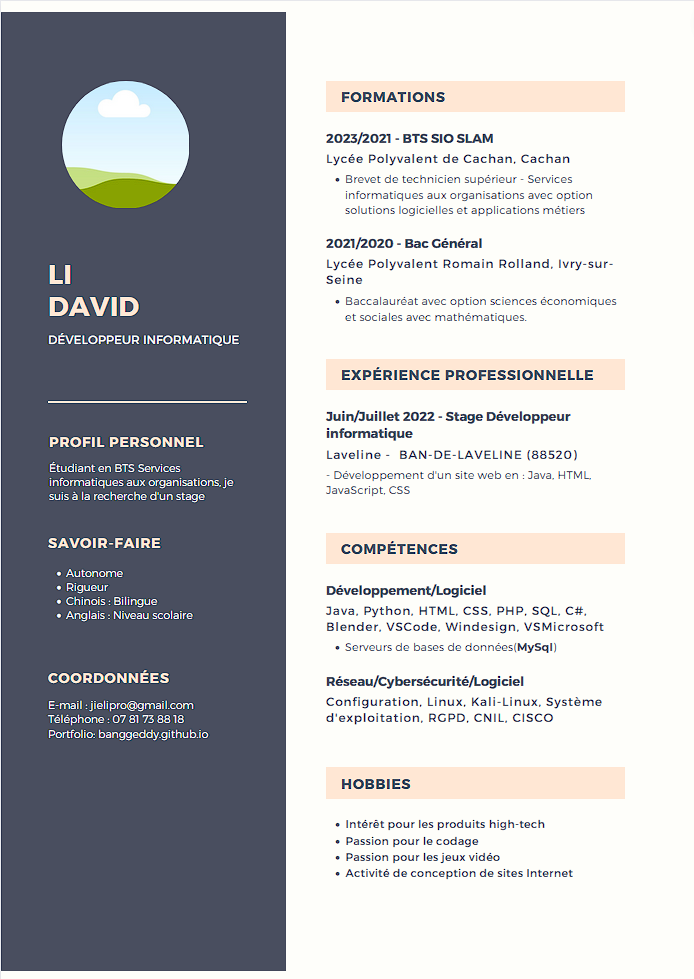 LI
DAVID
DÉVELOPPEUR INFORMATIQUE
PROFIL PERSONNEL
Étudiant en BTS Services
informatiques aux organisations, je
suis à la recherche d'un stage
SAVOIR-FAIRE
• Autonome
• Rigueur
• Chinois : Bilingue
• Anglais : Niveau scolaire
COORDONNÉES
E-mail : jielipro@gmail.com
Téléphone : 07 81 73 88 18
Portfolio: banggeddy.github.io
FORMATIONS
2023/2021 - BTS SIO SLAM
Lycée Polyvalent de Cachan, Cachan
• Brevet de technicien supérieur - Services
informatiques aux organisations avec option
solutions logicielles et applications métiers
2021/2020 - Bac Général
Lycée Polyvalent Romain Rolland, Ivry-sur-
Seine
• Baccalauréat avec option sciences économiques
et sociales avec mathématiques.
EXPÉRIENCE PROFESSIONNELLE
Juin/Juillet 2022 - Stage Développeur
informatique
Laveline - BAN-DE-LAVELINE (88520)
- Développement d'un site web en : Java, HTML,
JavaScript, CSS
COMPÉTENCES
Développement/Logiciel
Java, Python, HTML, CSS, PHP, SQL, C#,
Blender, VSCode, Windesign, VSMicrosoft
• Serveurs de bases de données(MySql)
Réseau/Cybersécurité/Logiciel
Configuration, Linux, Kali-Linux, Système
d'exploitation, RGPD, CNIL, CISCO
HOBBIES
• Intérêt pour les produits high-tech
• Passion pour le codage
• Passion pour les jeux vidéo
• Activité de conception de sites Internet